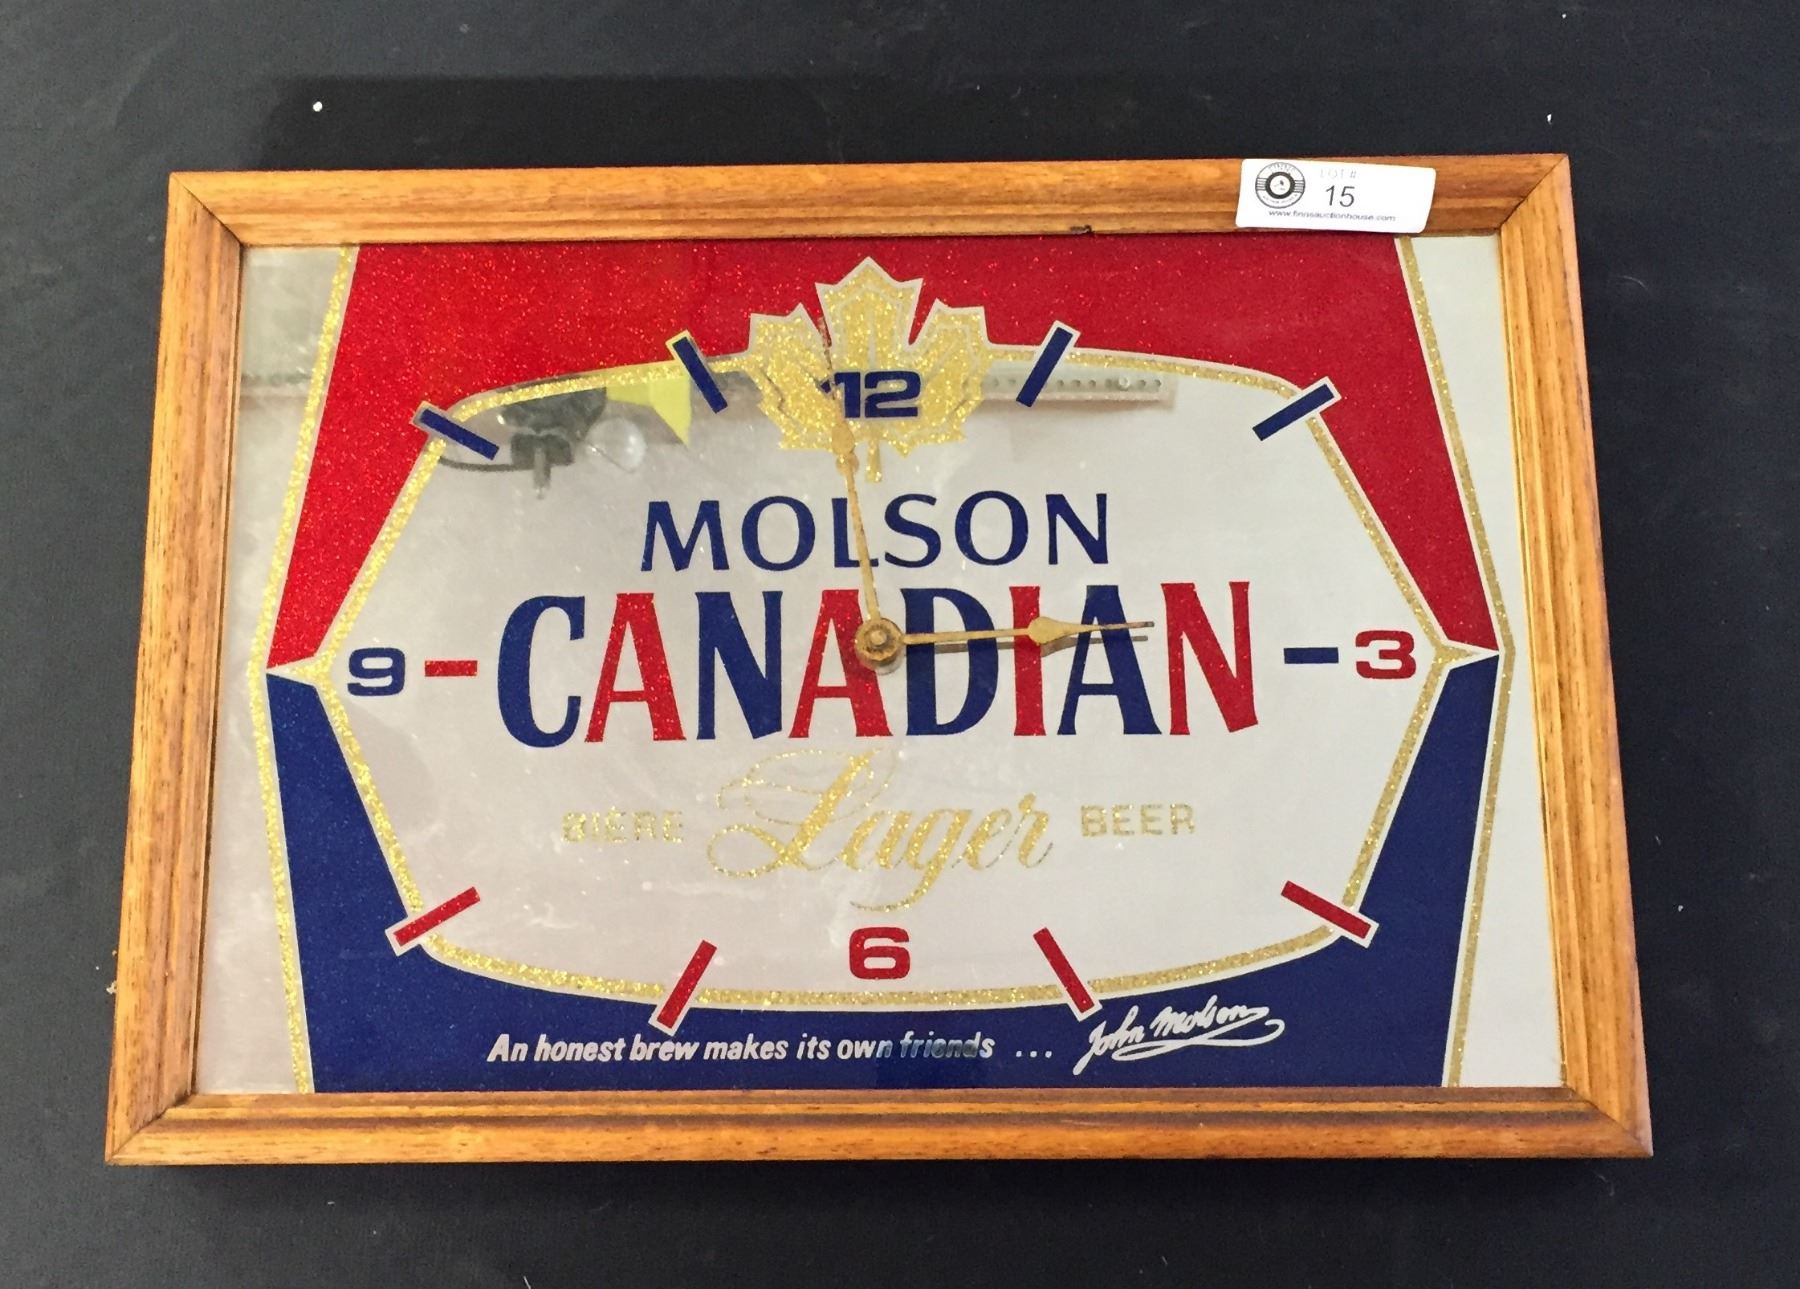 LOT #
15
www.finnsauctionhouse.com
12
MOLSON
9 - CANADIAN - 3
BIÈRE Lager BEER
6
An honest brew makes its own friends ... John Molson